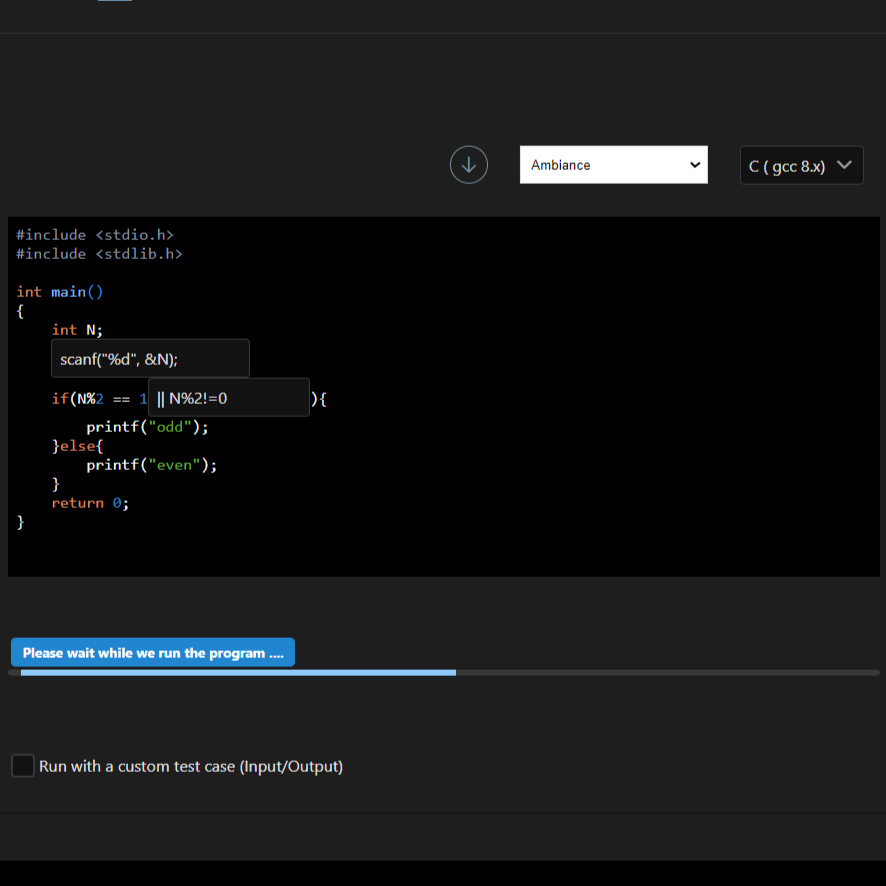 Ambiance
C ( gcc 8.x)
#include <stdio.h>
#include <stdlib.h>
int main()
{
int N;
scanf("%d", &N);
if(N%2 == 1 || N%2!=0 ){
printf("odd");
}else{
printf("even");
}
return 0;
}
Please wait while we run the program ....
Run with a custom test case (Input/Output)